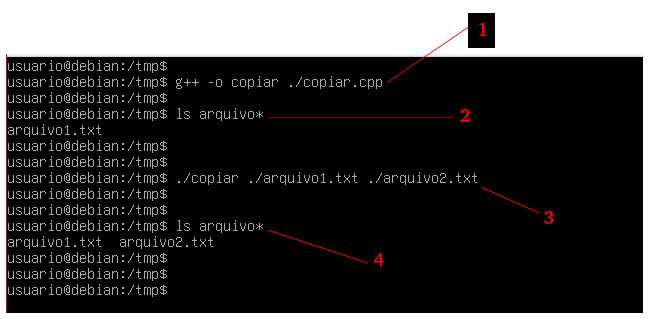 1
usuario@debian:/tmp$
usuario@debian:/tmp$ g++ -o copiar ./copiar.cpp
usuario@debian:/tmp$
usuario@debian:/tmp$ ls arquivo* 2
arquivo1.txt
usuario@debian:/tmp$
usuario@debian:/tmp$
usuario@debian:/tmp$ ./copiar ./arquivo1.txt ./arquivo2.txt
usuario@debian:/tmp$
usuario@debian:/tmp$ 3
usuario@debian:/tmp$ ls arquivo*
arquivo1.txt  arquivo2.txt
usuario@debian:/tmp$ 4
usuario@debian:/tmp$
usuario@debian:/tmp$